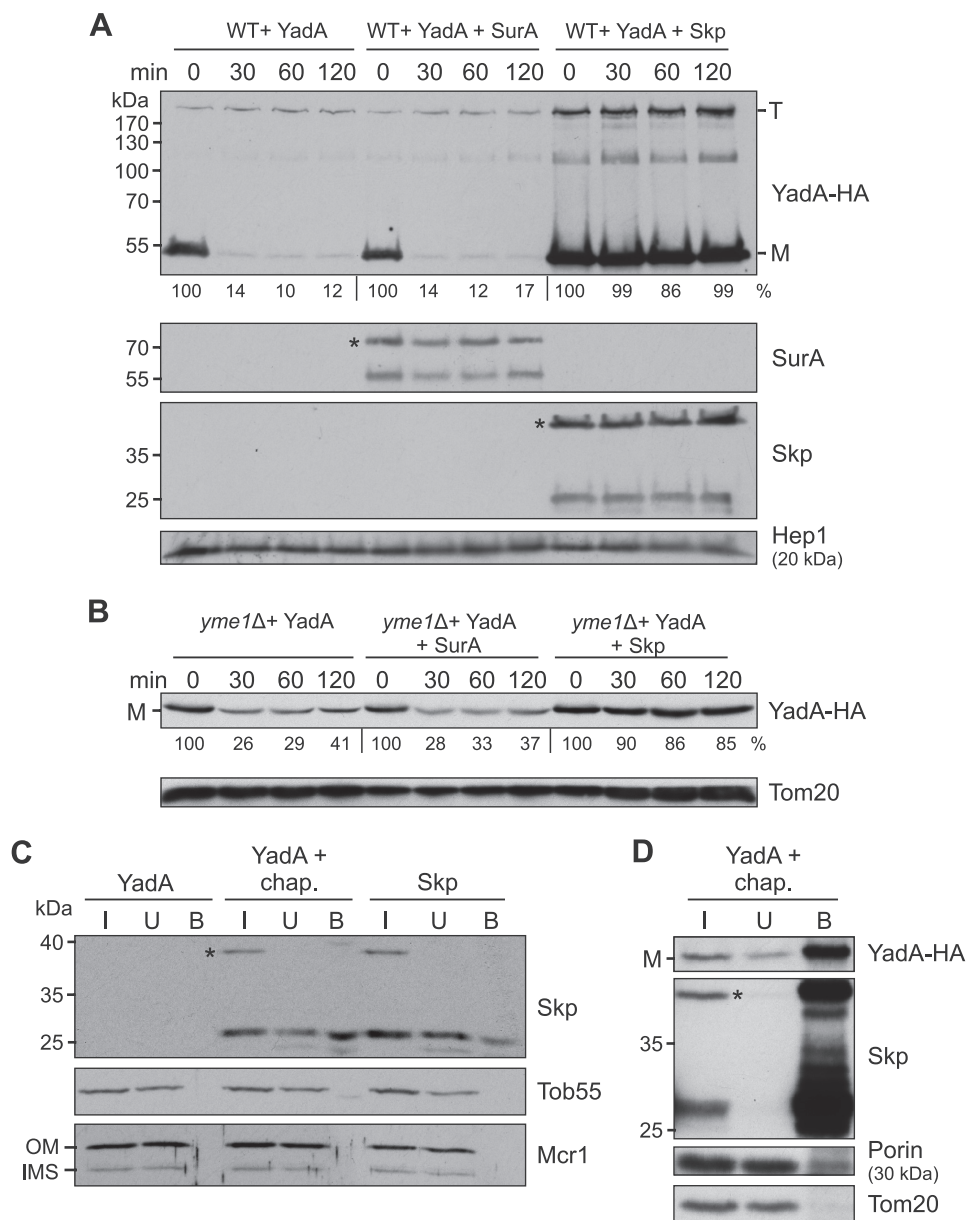 A
WT+ YadA WT+ YadA + SurA WT+ YadA + Skp
min 0 30 60 120 0 30 60 120 0 30 60 120
kDa
170
130
100
70
55
T
YadA-HA
M
100 14 10 12 100 14 12 17 100 99 86 99 %
70
55
*
SurA
35
25
*
Skp
Hep1
(20 kDa)
B
yme1Δ+ YadA yme1Δ+ YadA + SurA yme1Δ+ YadA + Skp
min 0 30 60 120 0 30 60 120 0 30 60 120
M YadA-HA
100 26 29 41 100 28 33 37 100 90 86 85 %
Tom20
C
YadA YadA + chap. Skp
kDa I U B I U B I U B
40
35
25
*
Skp
Tob55
OM
IMS
Mcr1
D
YadA +
chap.
I U B
M YadA-HA
*
35
25
Skp
Porin
(30 kDa)
Tom20